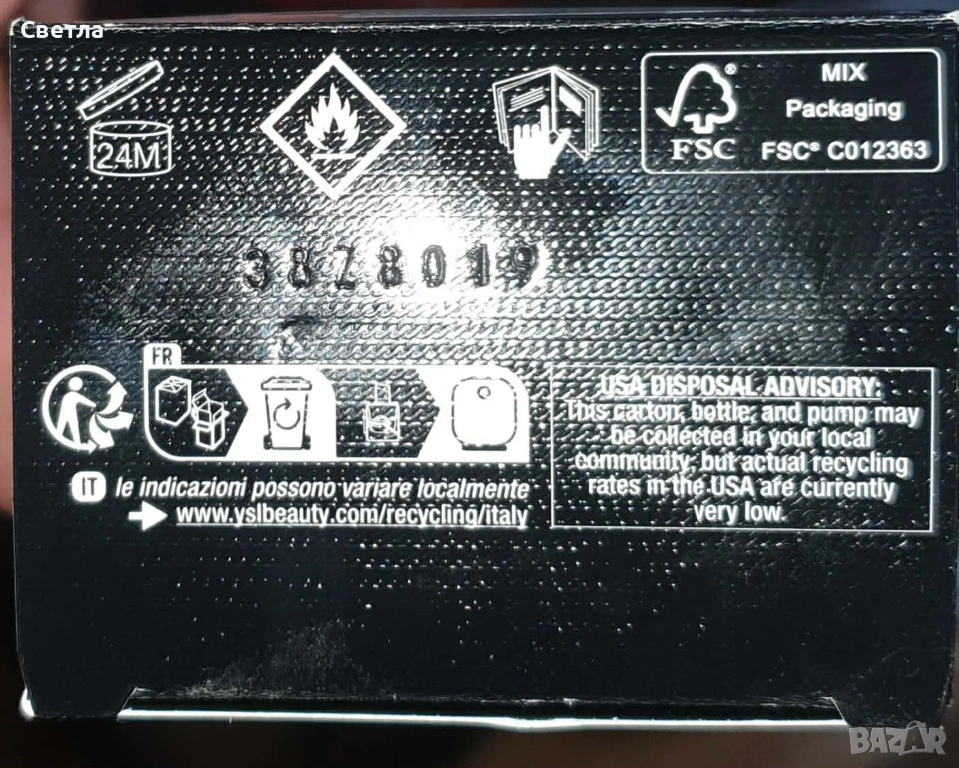 Светла
24M
FSC®
MIX
Packaging
FSC® C012363
38Z8019
FR
IT le indicazioni possono variare localmente
www.yslbeauty.com/recycling/italy
USA DISPOSAL ADVISORY:
This carton, bottle, and pump may
be collected in your local
community, but actual recycling
rates in the USA are currently
very low.
BAZAR